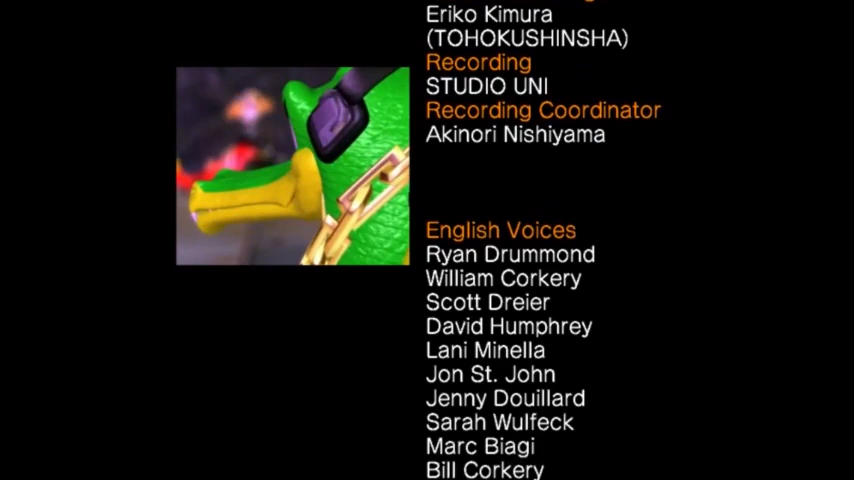 Eriko Kimura
(TOHOKUSHINSHA)
Recording
STUDIO UNI
Recording Coordinator
Akinori Nishiyama
English Voices
Ryan Drummond
William Corkery
Scott Dreier
David Humphrey
Lani Minella
Jon St. John
Jenny Douillard
Sarah Wulfeck
Marc Biagi
Bill Corkery